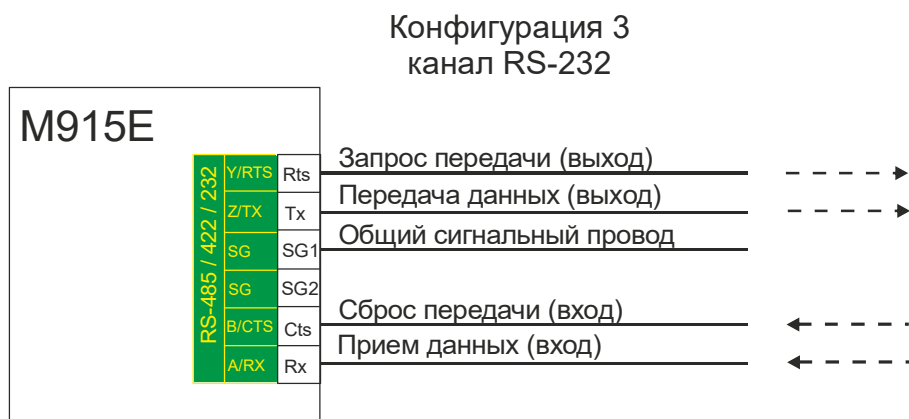 Конфигурация 3
канал RS-232
M915E
RS-485 / 422 / 232
Y/RTS Rts Запрос передачи (выход)
Z/TX Tx Передача данных (выход)
SG SG1 Общий сигнальный провод
SG SG2
B/CTS Cts Сброс передачи (вход)
A/RX Rx Прием данных (вход)